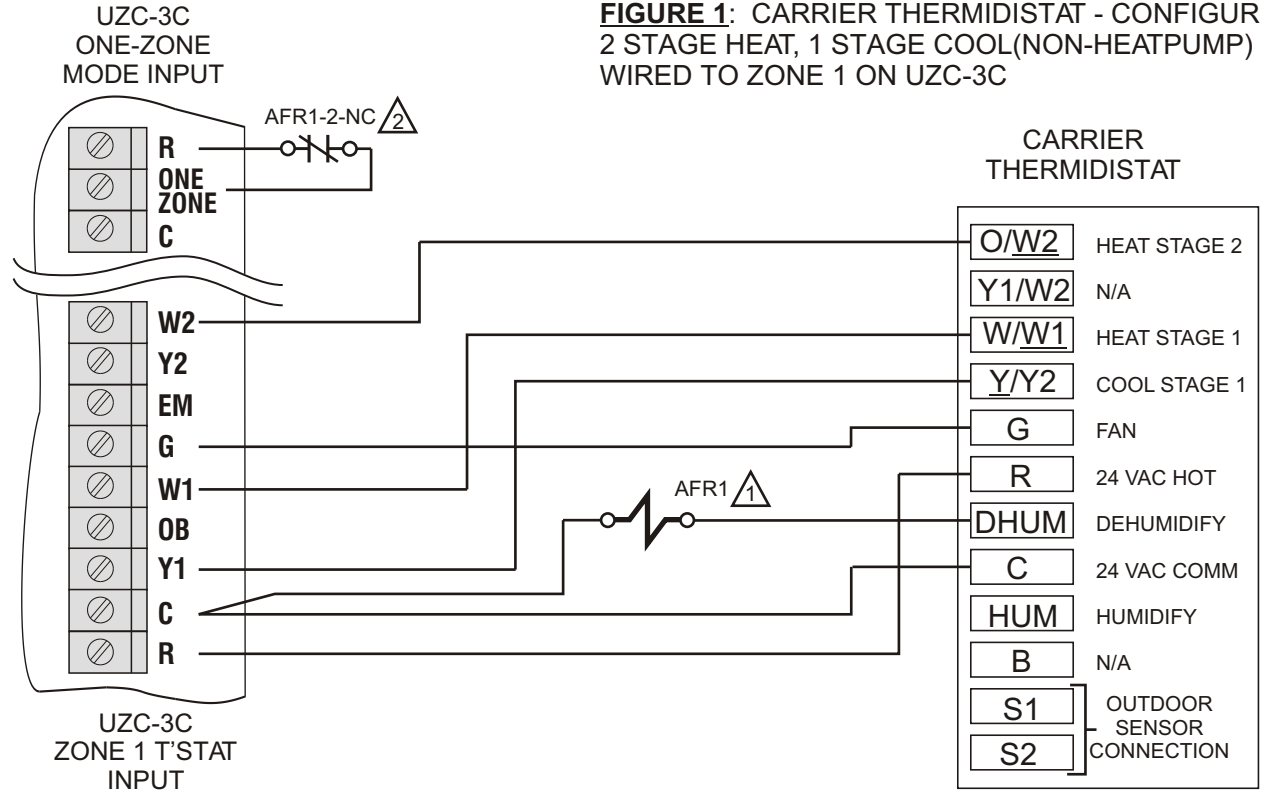 UZC-3C
ONE-ZONE
MODE INPUT
FIGURE 1: CARRIER THERMIDISTAT - CONFIGUR
2 STAGE HEAT, 1 STAGE COOL(NON-HEATPUMP)
WIRED TO ZONE 1 ON UZC-3C
AFR1-2-NC 2
R
ONE
ZONE
C
W2
Y2
EM
G
W1
OB
Y1
C
R
UZC-3C
ZONE 1 T'STAT
INPUT
AFR1 1
CARRIER
THERMIDISTAT
O/W2 HEAT STAGE 2
Y1/W2 N/A
W/W1 HEAT STAGE 1
Y/Y2 COOL STAGE 1
G FAN
R 24 VAC HOT
DHUM DEHUMIDIFY
C 24 VAC COMM
HUM HUMIDIFY
B N/A
S1
S2
OUTDOOR
SENSOR
CONNECTION